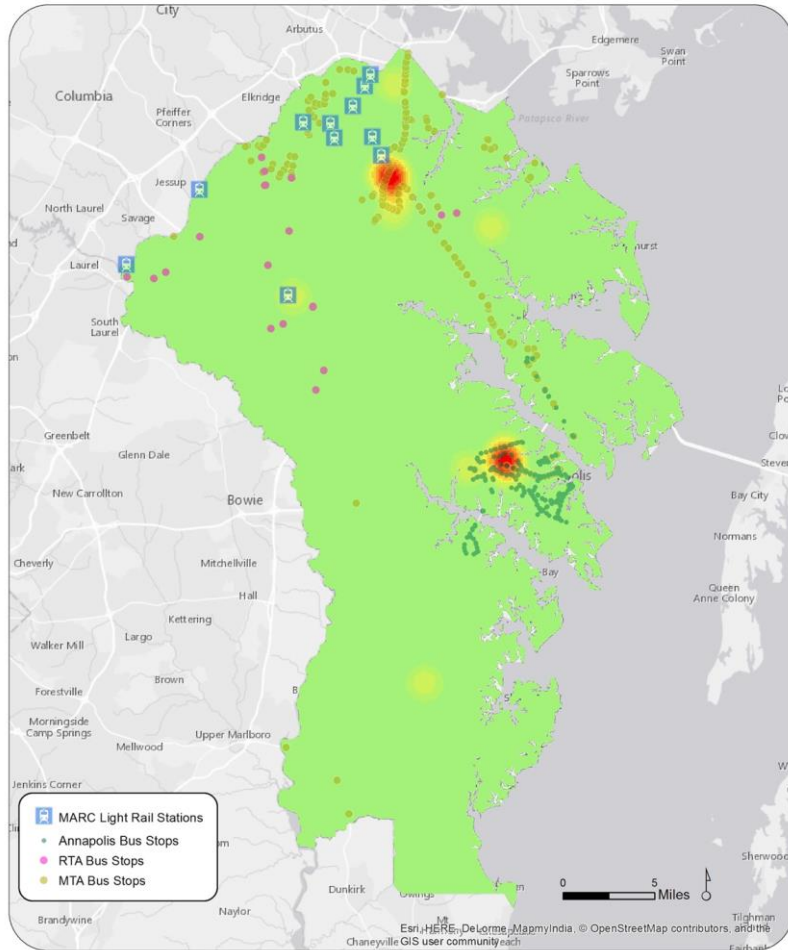 City
Arbutus
Edgemere
Swan
Point
Sparrows
Point
Columbia
Elkridge
Pfeiffer
Corners
Patapsco River
Jessup
North Laurel
Savage
Laurel
South
Laurel
Greenbelt
Glenn Dale
New Carrollton
Bowie
Bay City
Cheverly
Mitchellville
Normans
Bay
Hall
Queen
Anne Colony
Kettering
Walker Mill
Largo
Forestville
Brown
Morningside
Camp Springs
Mellwood
Upper Marlboro
Jenkins Corner
MARC Light Rail Stations
Annapolis Bus Stops
RTA Bus Stops
MTA Bus Stops
0 5
Miles
Dunkirk
Owings
Naylor
Brandywine
Mt
Chaneyville
Tilghman
Esri, HERE, DeLorme, MapmyIndia, © OpenStreetMap contributors, and the
GIS user community